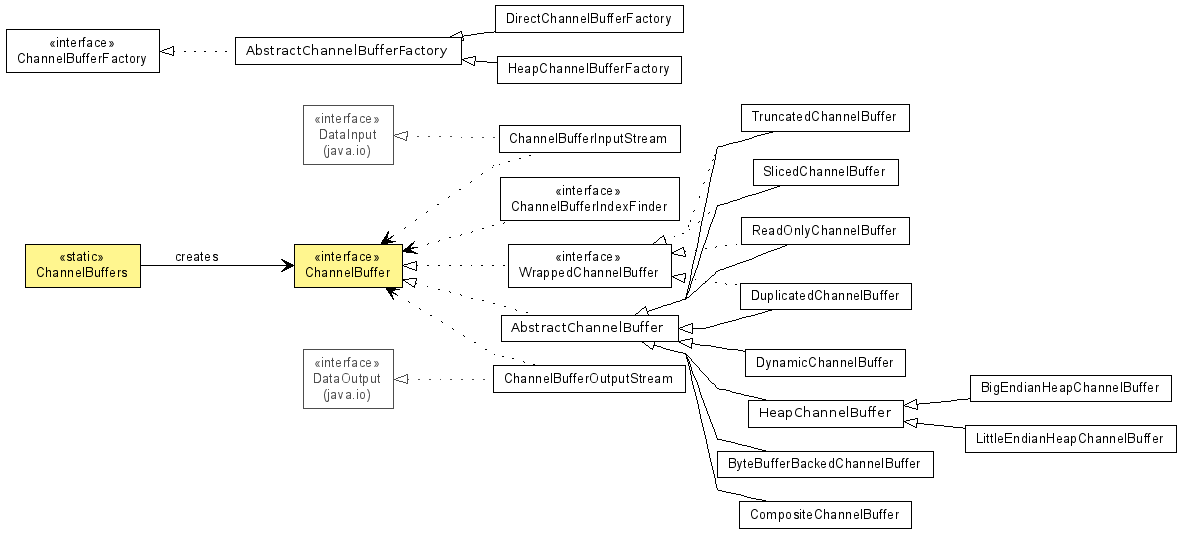 DirectChannelBufferFactory
«interface»
ChannelBufferFactory
AbstractChannelBufferFactory
HeapChannelBufferFactory
«interface»
DataInput
(java.io)
ChannelBufferInputStream
TruncatedChannelBuffer
SlicedChannelBuffer
«interface»
ChannelBufferIndexFinder
ReadOnlyChannelBuffer
«static»
ChannelBuffers
creates
«interface»
ChannelBuffer
«interface»
WrappedChannelBuffer
DuplicatedChannelBuffer
AbstractChannelBuffer
DynamicChannelBuffer
«interface»
DataOutput
(java.io)
ChannelBufferOutputStream
HeapChannelBuffer
BigEndianHeapChannelBuffer
LittleEndianHeapChannelBuffer
ByteBufferBackedChannelBuffer
CompositeChannelBuffer